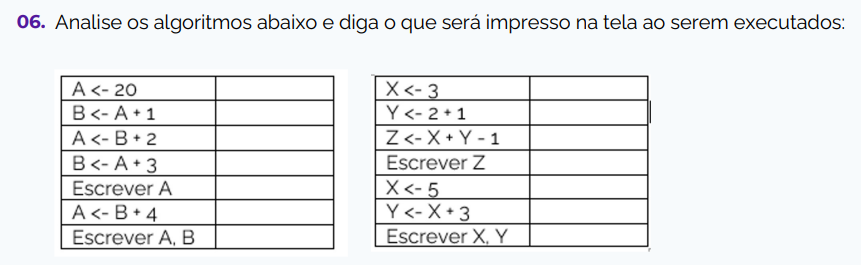 06. Analise os algoritmos abaixo e diga o que será impresso na tela ao serem executados:
A <- 20
B <- A + 1
A <- B + 2
B <- A + 3
Escrever A
A <- B + 4
Escrever A, B
X <- 3
Y <- 2 + 1
Z <- X + Y - 1
Escrever Z
X <- 5
Y <- X + 3
Escrever X, Y